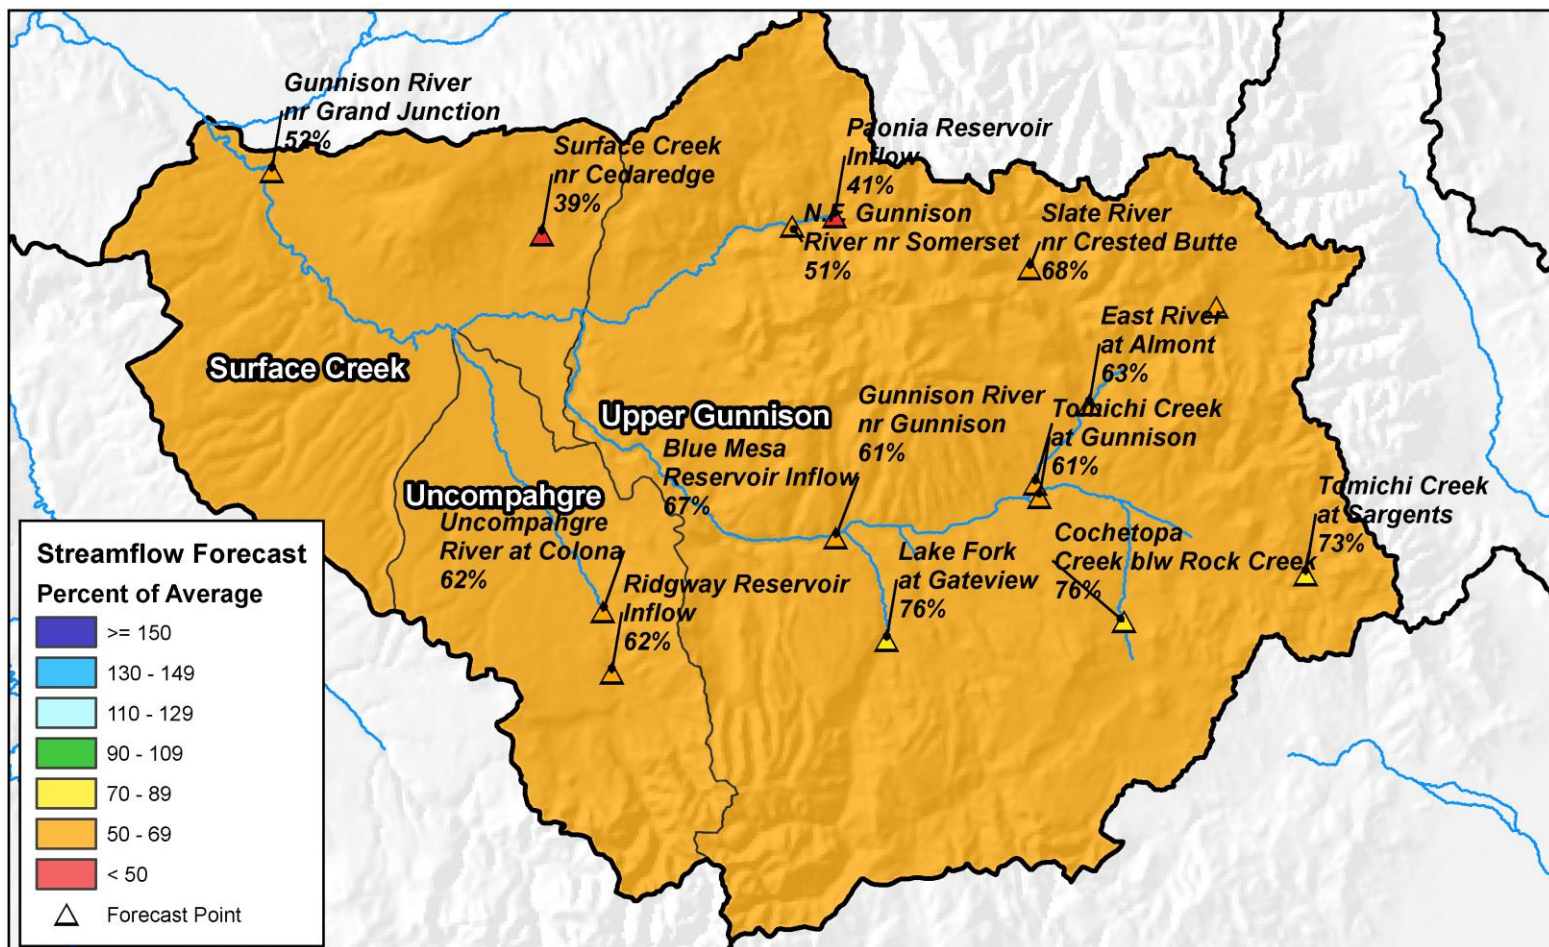 Gunnison River
nr Grand Junction
52%
Surface Creek
nr Cedaredge
39%
Paonia Reservoir
Inflow
41%
N.F. Gunnison
River nr Somerset
51%
Slate River
nr Crested Butte
68%
East River
at Almont
63%
Surface Creek
Upper Gunnison
Gunnison River
nr Gunnison
61%
Tomichi Creek
at Gunnison
61%
Blue Mesa
Reservoir Inflow
67%
Tomichi Creek
at Sargents
73%
Uncompahgre
Uncompahgre
River at Colona
62%
Ridgway Reservoir
Inflow
62%
Lake Fork
at Gateview
76%
Cochetopa
Creek blw Rock Creek
76%
Streamflow Forecast
Percent of Average
>= 150
130 - 149
110 - 129
90 - 109
70 - 89
50 - 69
< 50
Forecast Point